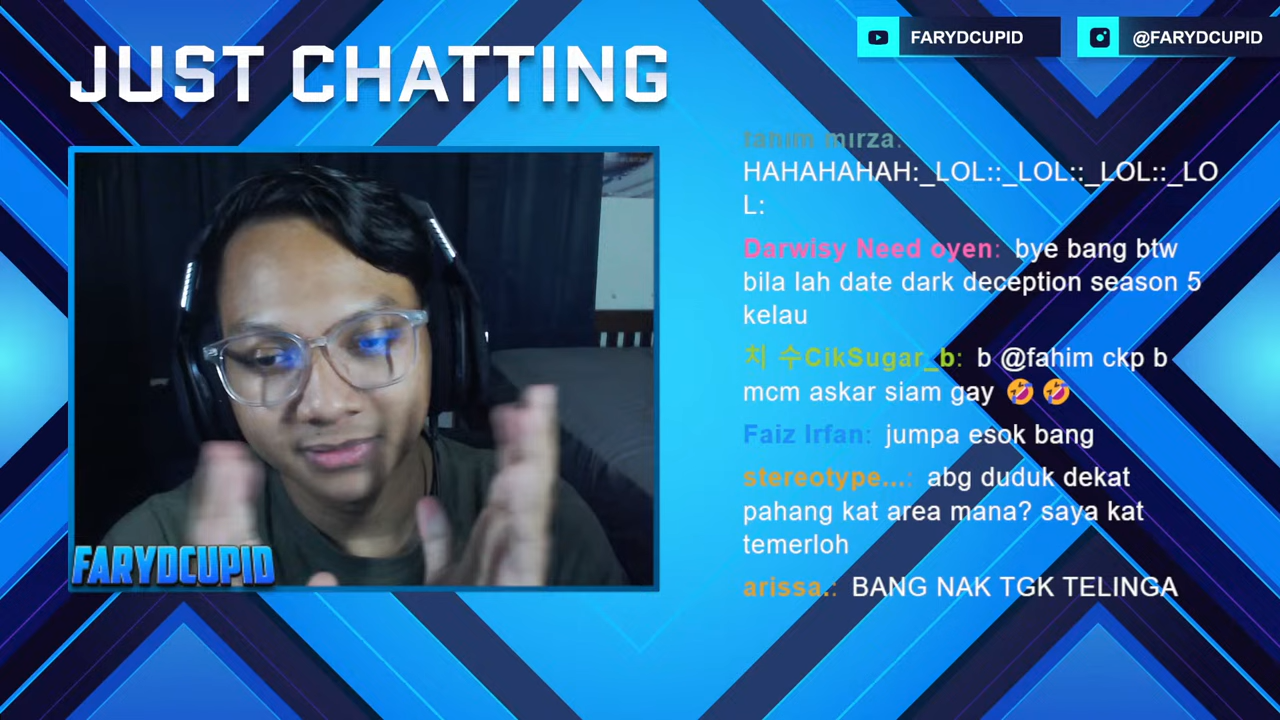 JUST CHATTING
FARYDCUPID
@FARYDCUPID
mirza:
HAHAHAHAH:_LOL::_LOL::_LOL::_LO
L:
Darwisy Need oyen: bye bang btw
bila lah date dark deception season 5
kelau
치 수CikSugar_b: b @fahim ckp b
mcm askar siam gay 🤣 🤣
Faiz Irfan: jumpa esok bang
stereotype...: abg duduk dekat
pahang kat area mana? saya kat
temerloh
arissa.: BANG NAK TGK TELINGA
FARYDCUPID